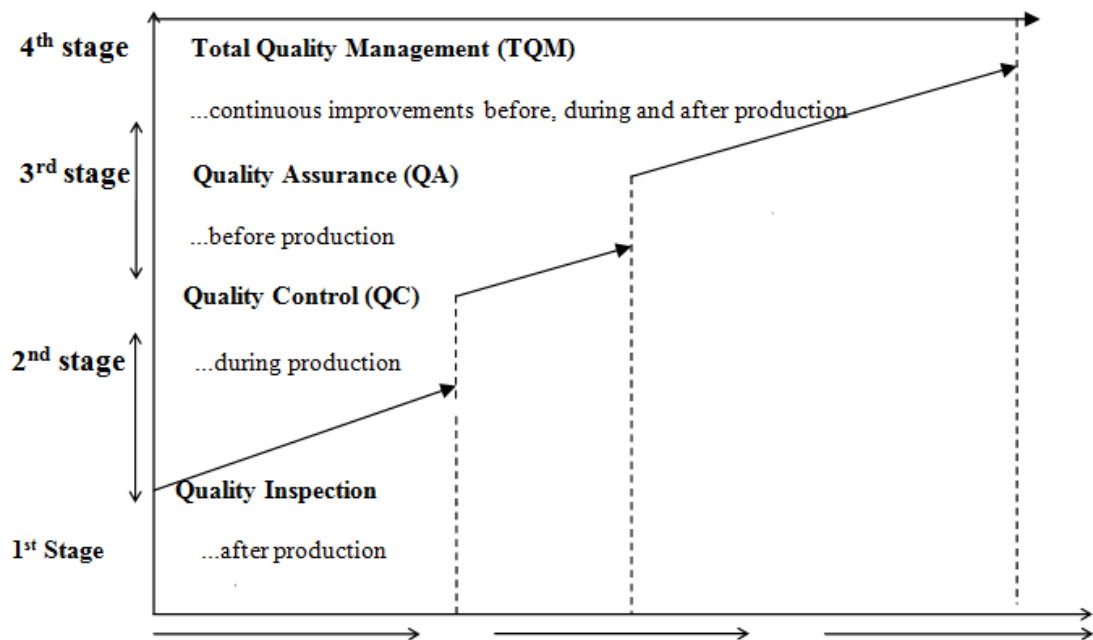 4th stage Total Quality Management (TQM)
...continuous improvements before, during and after production
3rd stage Quality Assurance (QA)
...before production
Quality Control (QC)
2nd stage ...during production
Quality Inspection
1st Stage ...after production